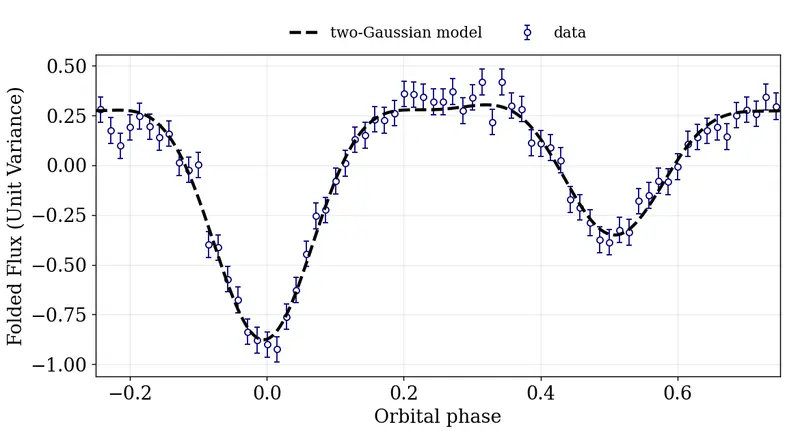 two-Gaussian model data
0.50
0.25
0.00
−0.25
−0.50
−0.75
−1.00
Folded Flux (Unit Variance)
−0.2 0.0 0.2 0.4 0.6
Orbital phase